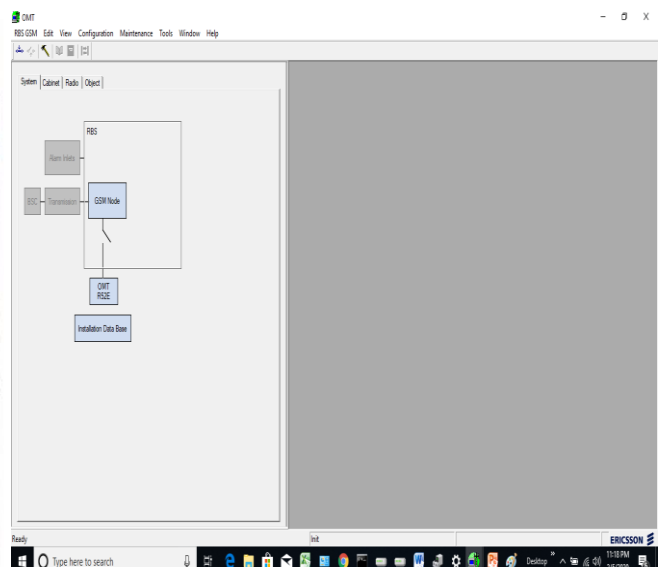 OMT
RBS GSM Edit View Configuration Maintenance Tools Window Help
System Cabinet Radio Object
RBS
Alarm Inlets
BSC Transmission GSM Node
OMT
R52E
Installation Data Base
Ready Init ERICSSON
Type here to search Desktop 11:18 PM